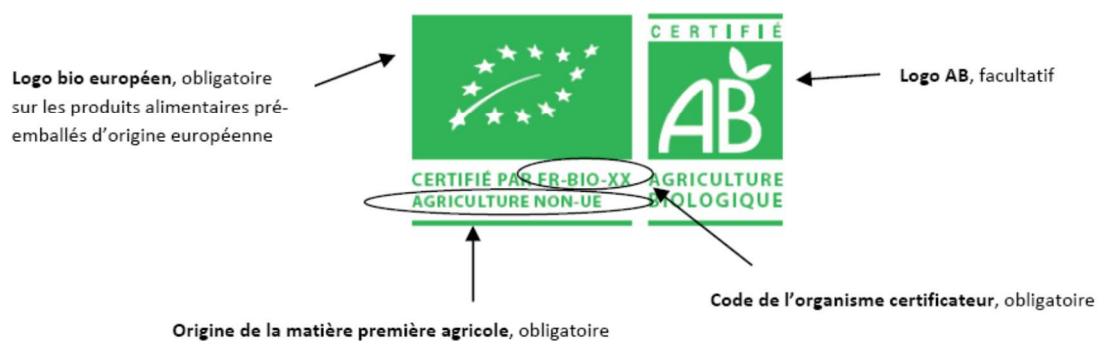 CERTIFIÉ
Logo bio européen, obligatoire
sur les produits alimentaires pré-
emballés d'origine européenne
AB
Logo AB, facultatif
CERTIFIÉ PAR FR-BIO-XX
AGRICULTURE NON-UE
AGRICULTURE
BIOLOGIQUE
Code de l'organisme certificateur, obligatoire
Origine de la matière première agricole, obligatoire